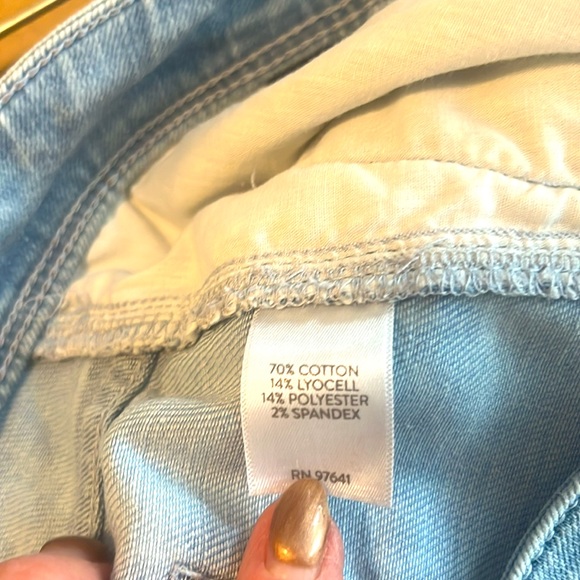 70% COTTON
14% LYOCELL
14% POLYESTER
2% SPANDEX
RN 97641